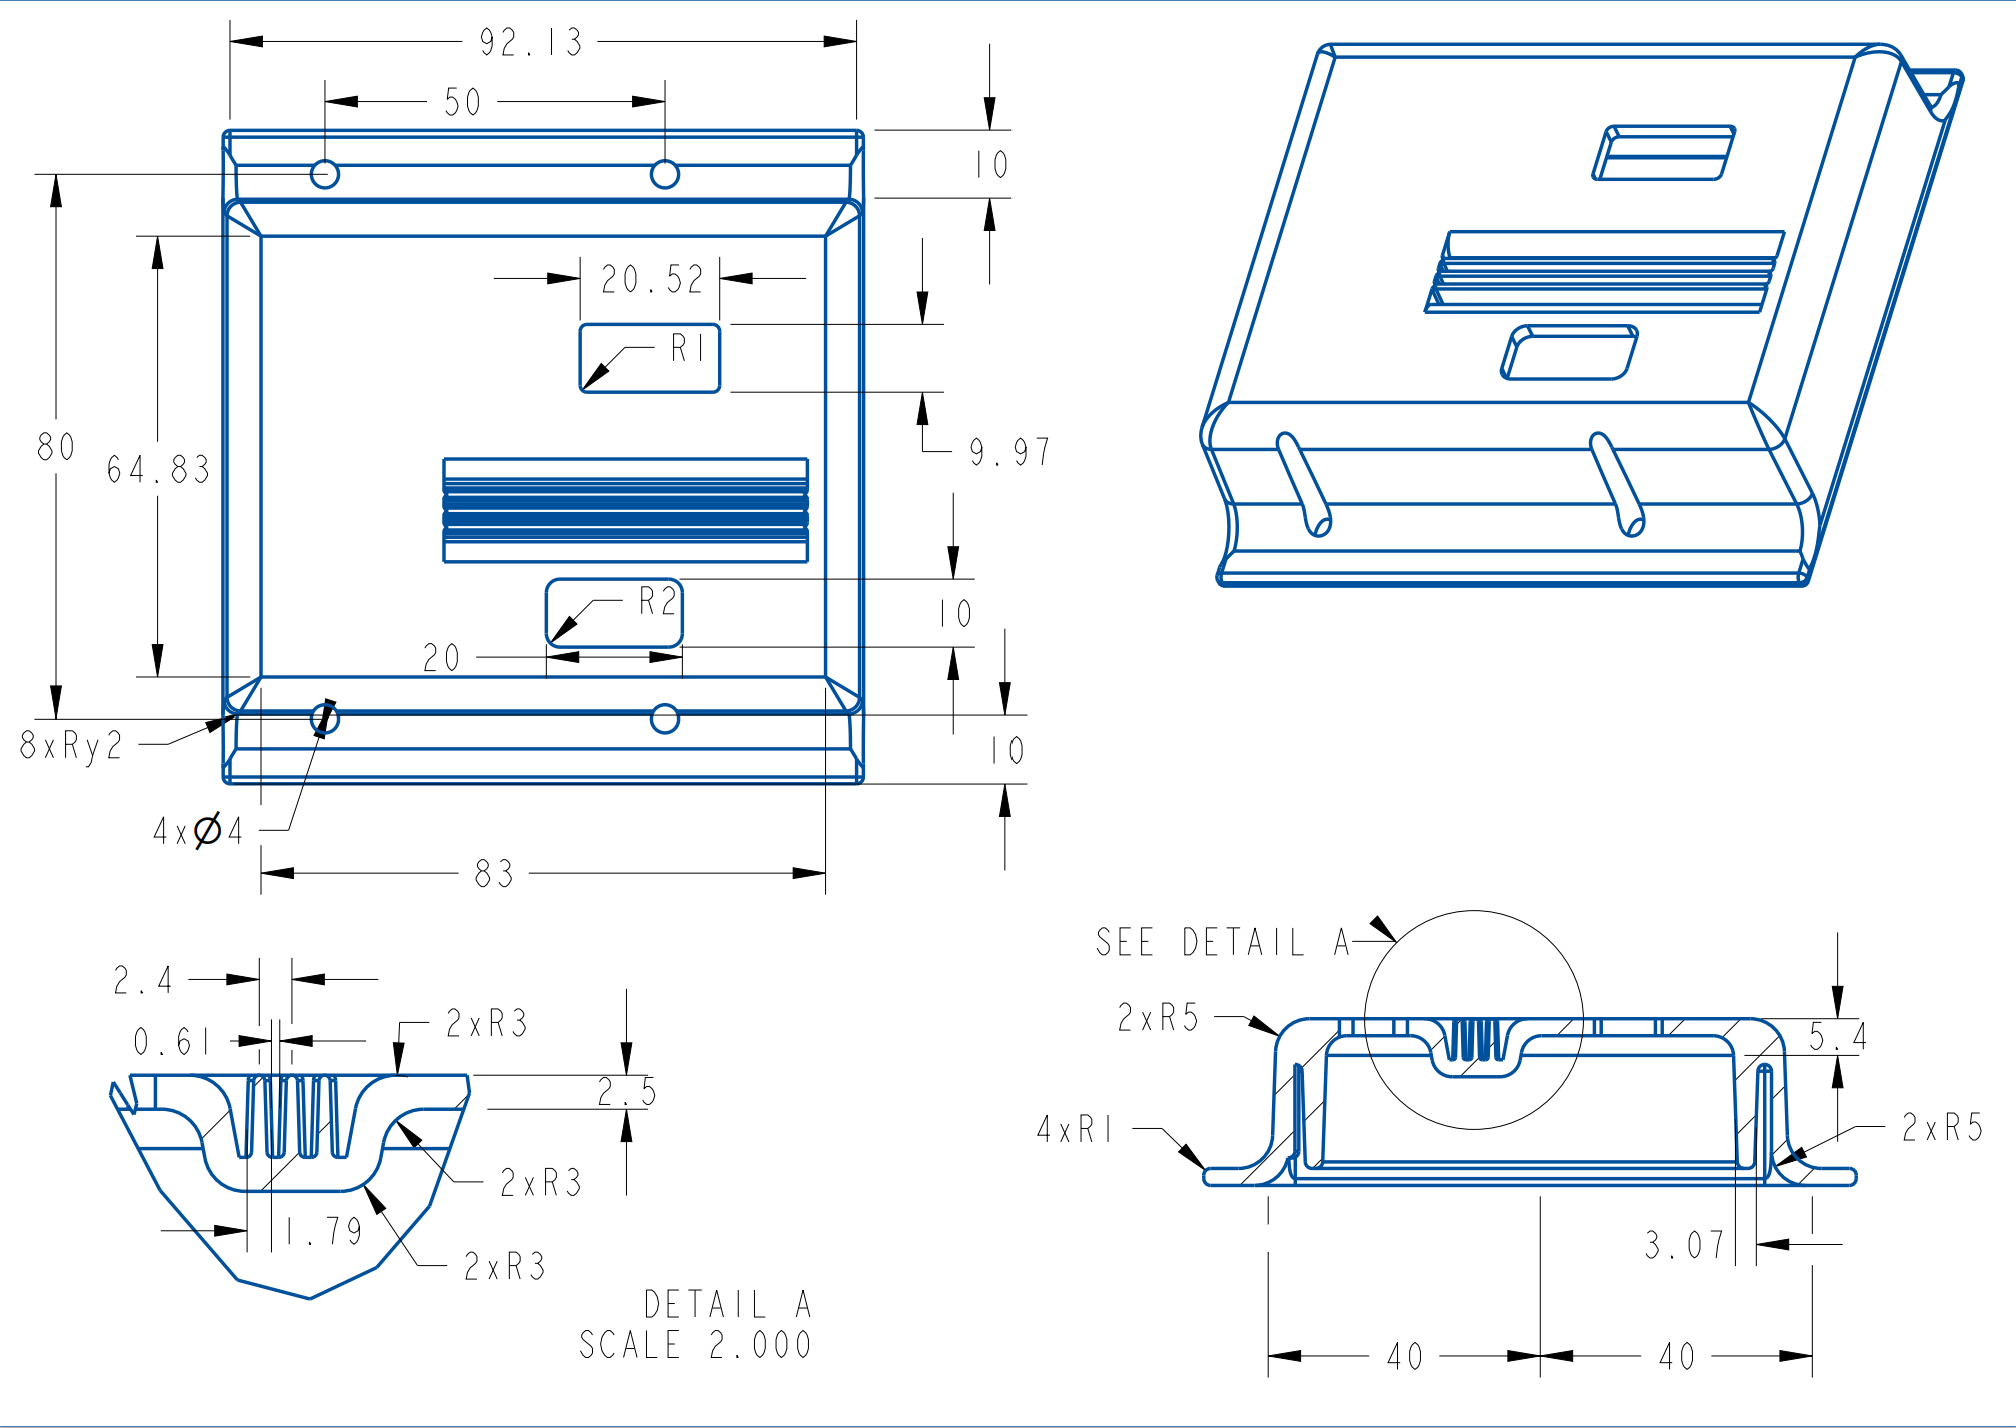 92.13
50
10
20.52
R1
80
64.83
9.97
R2
10
20
8xRy2
10
4xØ4
83
2.4
2xR3
0.61
2.5
2xR3
1.79
2xR3
DETAIL A
SCALE 2.000
SEE DETAIL A
2xR5
5.4
4xR1
2xR5
3.07
40
40